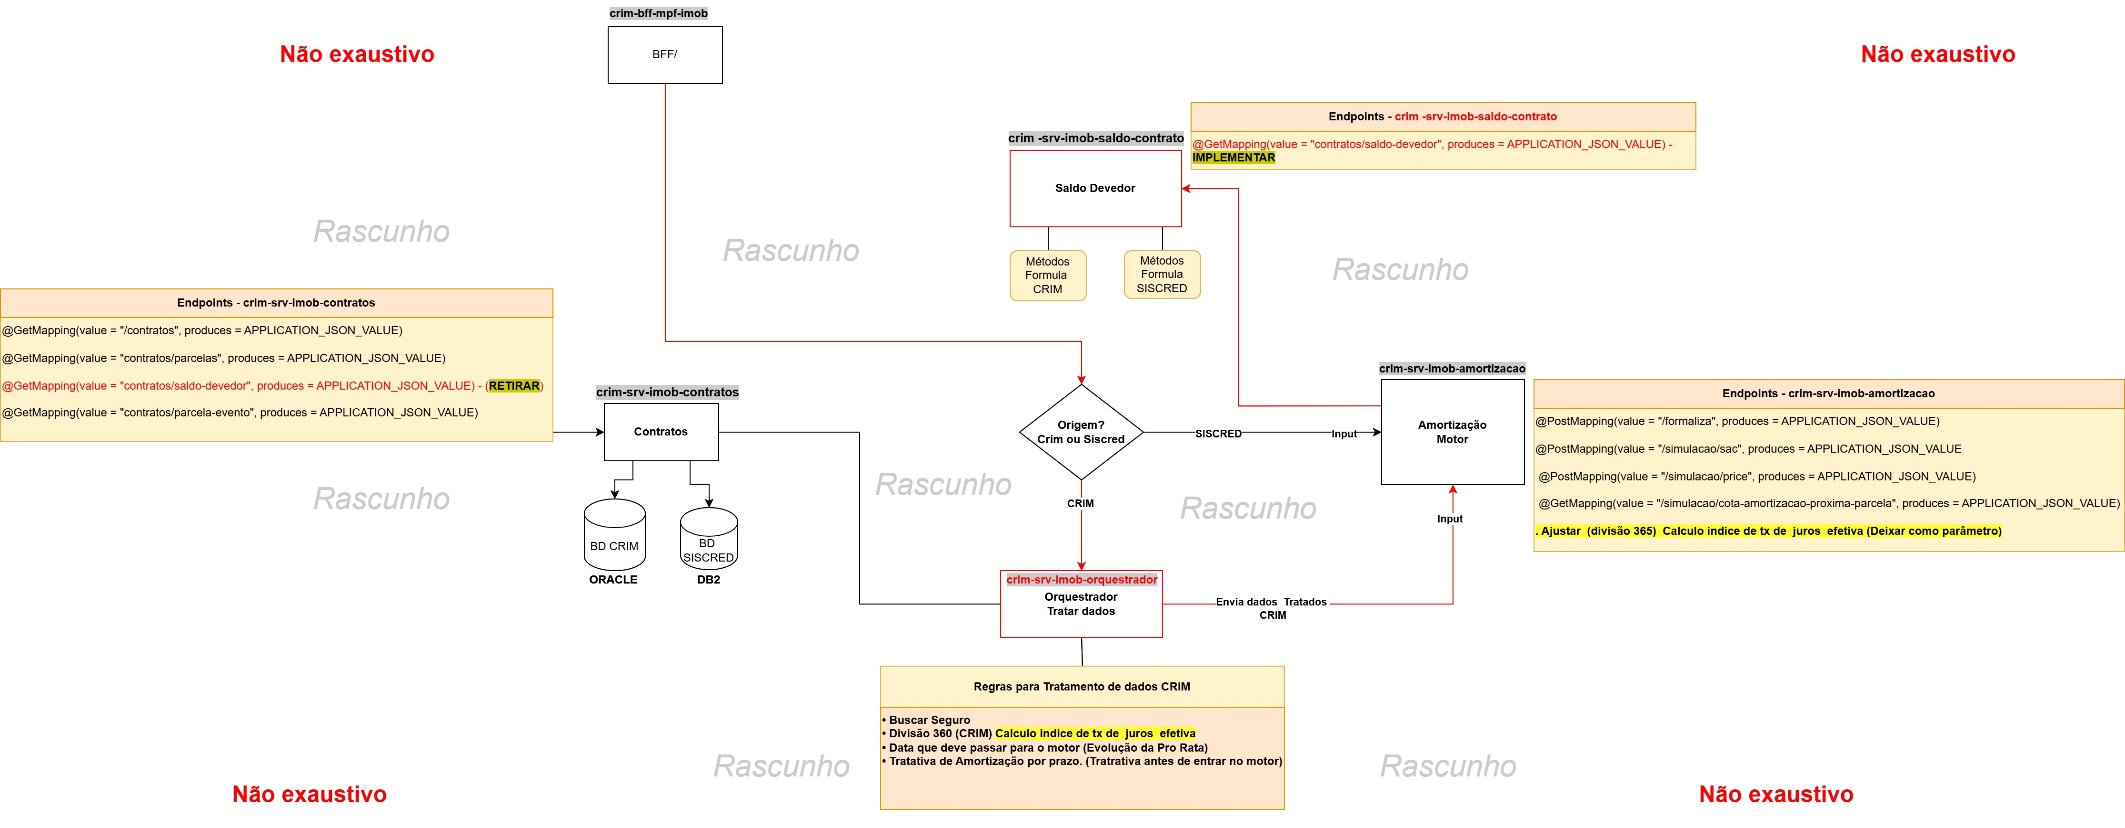 crim-bff-mpf-imob
BFF/
Não exaustivo
Não exaustivo
Endpoints - crim -srv-imob-saldo-contrato
@GetMapping(value = "contratos/saldo-devedor", produces = APPLICATION_JSON_VALUE) -
IMPLEMENTAR
crim -srv-imob-saldo-contrato
Saldo Devedor
Métodos
Formula
CRIM
Métodos
Formula
SISCRED
Rascunho
Rascunho
Rascunho
Endpoints - crim-srv-imob-contratos
@GetMapping(value = "/contratos", produces = APPLICATION_JSON_VALUE)
@GetMapping(value = "contratos/parcelas", produces = APPLICATION_JSON_VALUE)
@GetMapping(value = "contratos/saldo-devedor", produces = APPLICATION_JSON_VALUE) - (RETIRAR)
@GetMapping(value = "contratos/parcela-evento", produces = APPLICATION_JSON_VALUE)
crim-srv-imob-contratos
Contratos
BD CRIM
ORACLE
BD
SISCRED
DB2
Origem?
Crim ou Siscred
SISCRED
Input
CRIM
crim-srv-imob-amortizacao
Amortização
Motor
Endpoints - crim-srv-imob-amortizacao
@PostMapping(value = "/formaliza", produces = APPLICATION_JSON_VALUE)
@PostMapping(value = "/simulacao/sac", produces = APPLICATION_JSON_VALUE
@PostMapping(value = "/simulacao/price", produces = APPLICATION_JSON_VALUE)
@GetMapping(value = "/simulacao/cota-amortizacao-proxima-parcela", produces = APPLICATION_JSON_VALUE)
. Ajustar (divisão 365) Calculo indice de tx de juros efetiva (Deixar como parâmetro)
Rascunho
Rascunho
Rascunho
Input
crim-srv-imob-orquestrador
Orquestrador
Tratar dados
Envia dados Tratados
CRIM
Regras para Tratamento de dados CRIM
• Buscar Seguro
• Divisão 360 (CRIM) Calculo indice de tx de juros efetiva
• Data que deve passar para o motor (Evolução da Pro Rata)
• Tratativa de Amortização por prazo. (Tratrativa antes de entrar no motor)
Rascunho
Rascunho
Não exaustivo
Não exaustivo